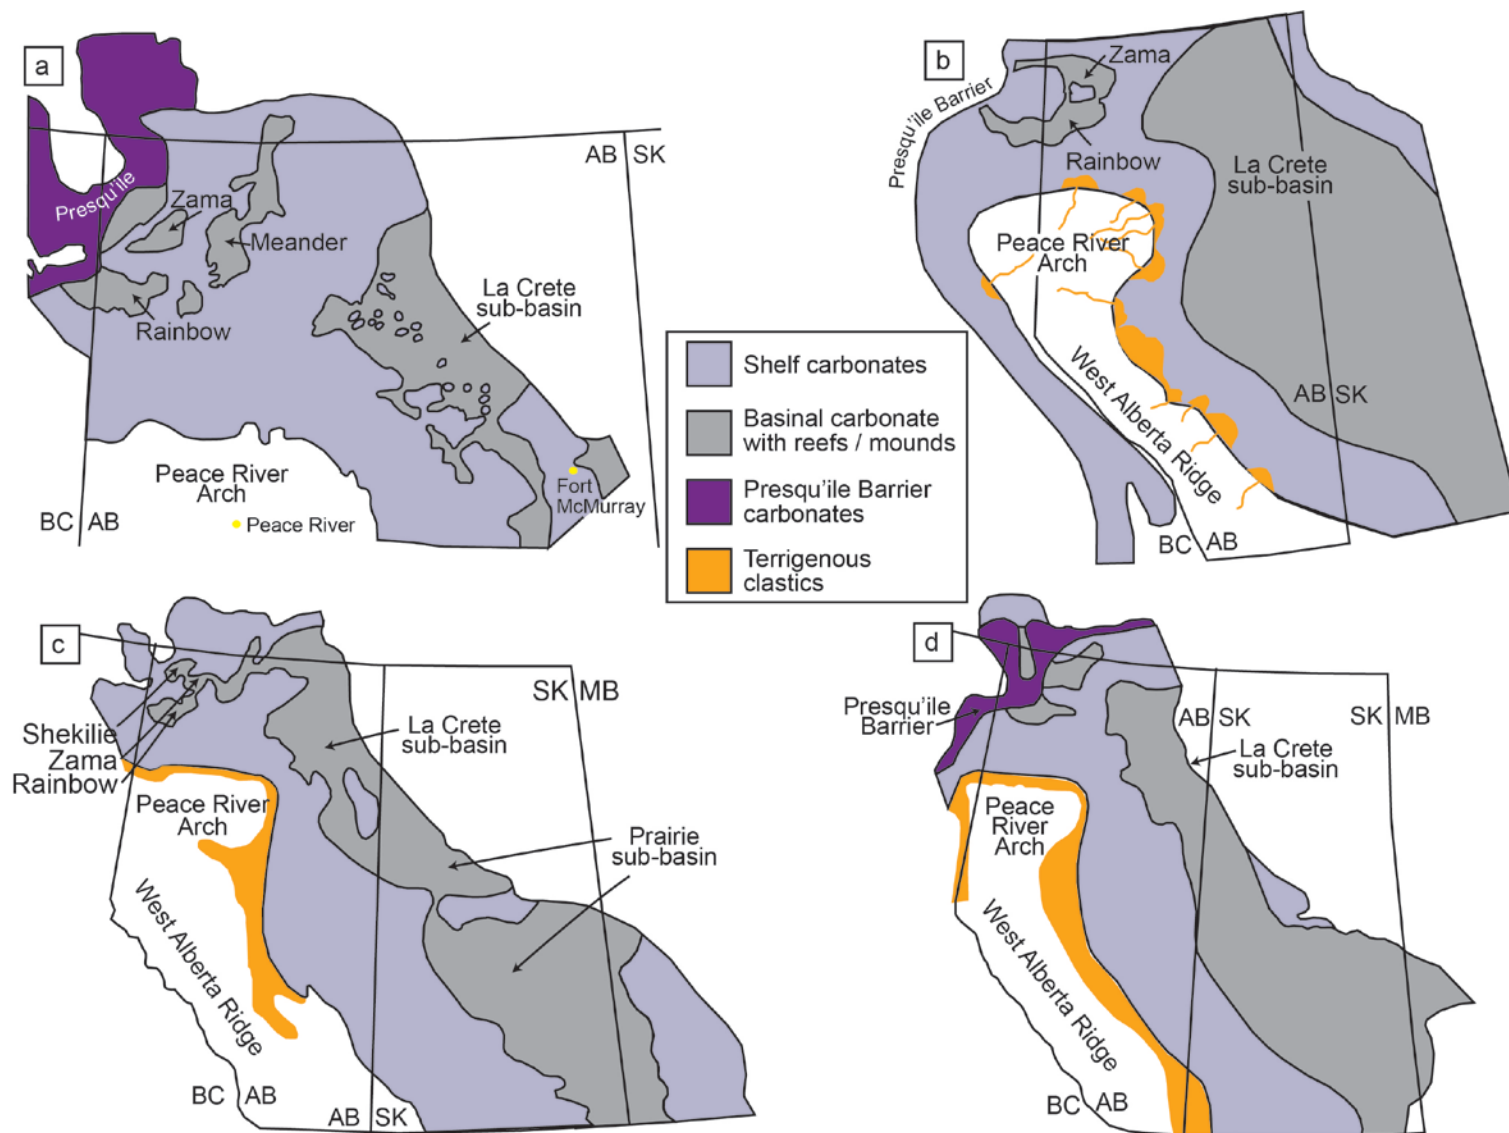 a
Presqu'ile
Zama
Meander
Rainbow
La Crete
sub-basin
AB SK
Peace River
Arch
Peace River
Fort
McMurray
BC AB
b
Presqu'ile Barrier
Zama
Rainbow
La Crete
sub-basin
Peace River
Arch
West Alberta Ridge
AB SK
BC AB
Shelf carbonates
Basinal carbonate
with reefs / mounds
Presqu'ile Barrier
carbonates
Terrigenous
clastics
c
Shekilie
Zama
Rainbow
La Crete
sub-basin
SK MB
Peace River
Arch
Prairie
sub-basin
West Alberta Ridge
BC AB
AB SK
d
Presqu'ile
Barrier
AB SK
SK MB
La Crete
sub-basin
Peace
River
Arch
West Alberta Ridge
BC AB